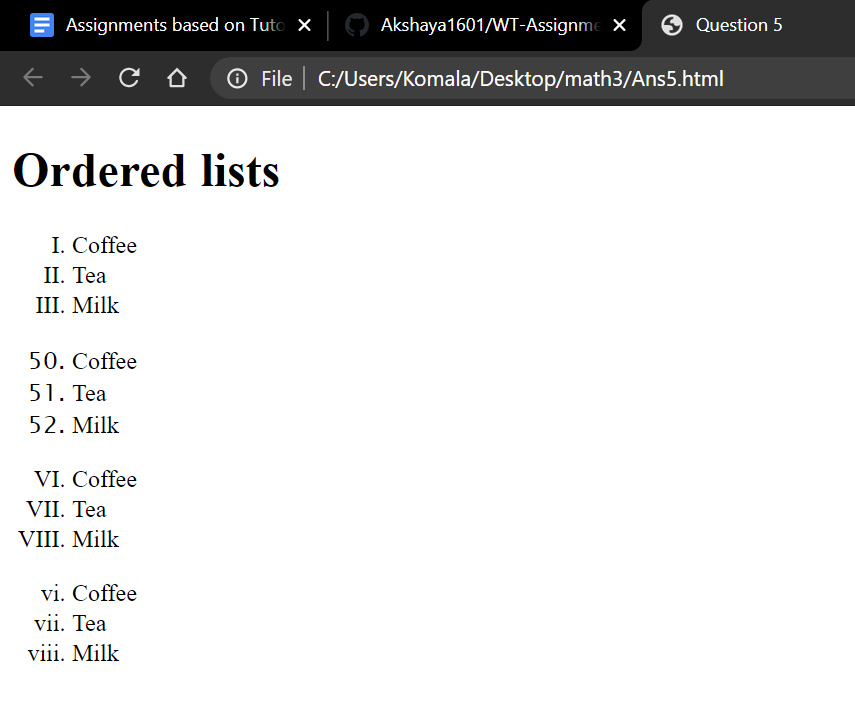 Assignments based on Tuto
Akshaya1601/WT-Assignme
Question 5
File C:/Users/Komala/Desktop/math3/Ans5.html
Ordered lists
I. Coffee
II. Tea
III. Milk
50. Coffee
51. Tea
52. Milk
VI. Coffee
VII. Tea
VIII. Milk
vi. Coffee
vii. Tea
viii. Milk